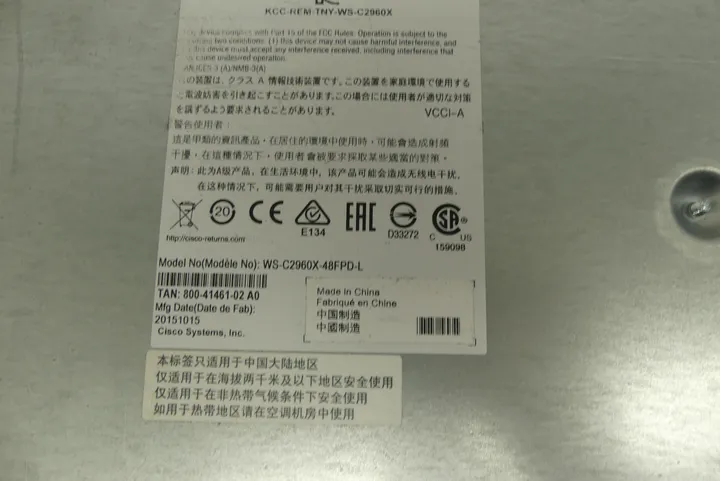 KCC-REM-TNY-WS-C2960X
device complies with Part 15 of the FCC Rules. Operation is subject to the
two conditions: (1) this device may not cause harmful interference, and
device must accept any interference received, including interference that
cause undesired operation.
CAN ICES-3 (A)/NMB-3(A)
の装置は、クラス A 情報技術装置です。この装置を家庭環境で使用する
電波妨害を引き起こすことがあります。この場合には使用者が適切な対策
を講ずるよう要求されることがあります。 VCCI-A
警告使用者:
這是甲類的資訊產品，在居住的環境中使用時，可能會造成射頻
干擾，在這種情況下，使用者會被要求採取某些適當的對策。
声明: 此为A级产品，在生活环境中，该产品可能会造成无线电干扰。
在这种情况下，可能需要用户对其干扰采取切实可行的措施。
20 CE EAC SA
E134 D33272 C US
http://cisco-returns.com 159098
Model No(Modèle No): WS-C2960X-48FPD-L
TAN: 800-41461-02 A0
Mfg Date(Date de Fab):
20151015
Cisco Systems, Inc.
Made in China
Fabriqué en Chine
中国制造
中國製造
本标签只适用于中国大陆地区
仅适用于在海拔两千米及以下地区安全使用
仅适用于在非热带气候条件下安全使用
如用于热带地区请在空调机房中使用